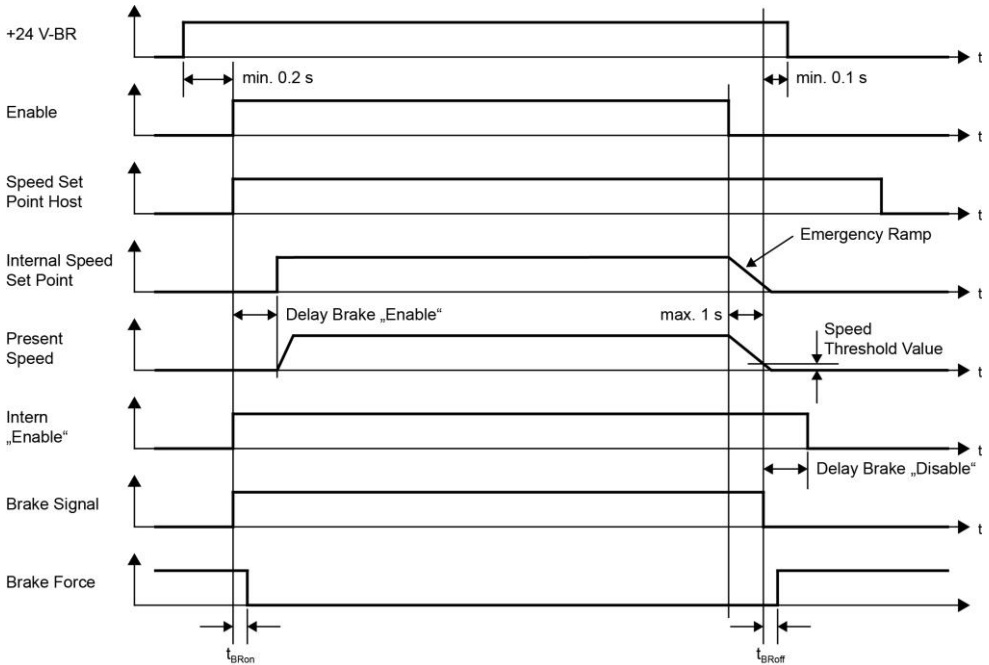 +24 V-BR
t
min. 0.2 s
min. 0.1 s
Enable
t
Speed Set
Point Host
t
Emergency Ramp
Internal Speed
Set Point
t
Delay Brake „Enable“
max. 1 s
Speed
Threshold Value
Present
Speed
t
Intern
„Enable“
t
Delay Brake „Disable“
Brake Signal
t
Brake Force
tBRon
tBRoff